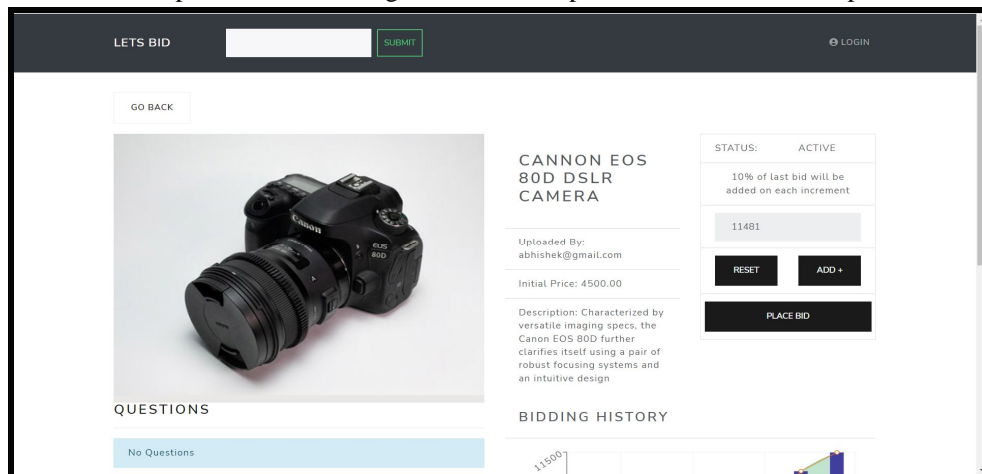 LETS BID
SUBMIT
LOGIN
GO BACK
Canon
EOS
80D
CANNON EOS
80D DSLR
CAMERA
Uploaded By:
abhishek@gmail.com
Initial Price: 4500.00
Description: Characterized by
versatile imaging specs, the
Canon EOS 80D further
clarifies itself using a pair of
robust focusing systems and
an intuitive design
STATUS: ACTIVE
10% of last bid will be
added on each increment
11481
RESET ADD +
PLACE BID
QUESTIONS
No Questions
BIDDING HISTORY
11500